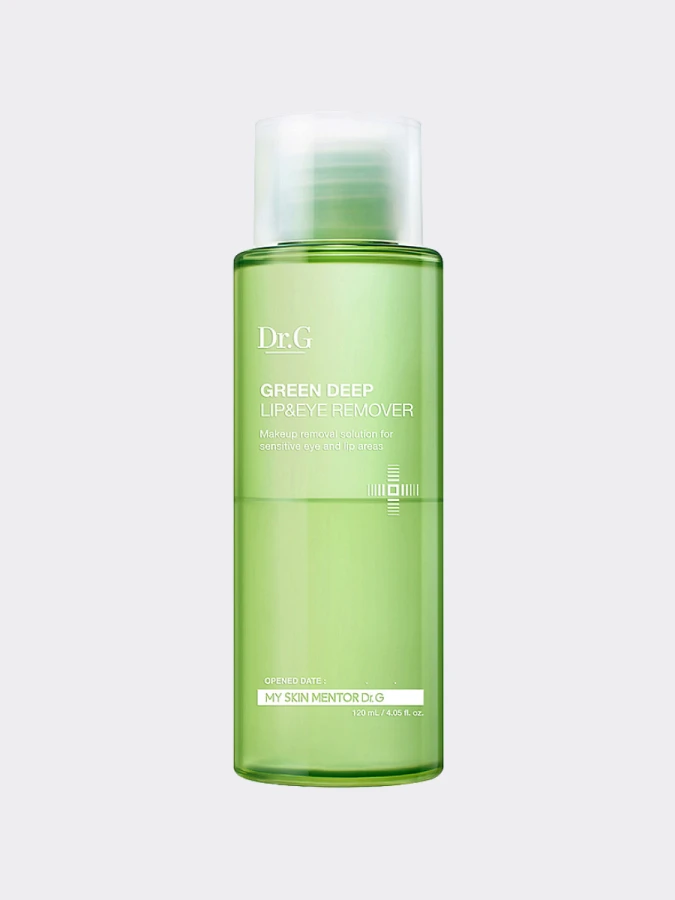 Dr.G
GREEN DEEP
LIP&EYE REMOVER
Makeup removal solution for
sensitive eye and lip areas
OPENED DATE :
MY SKIN MENTOR Dr.G
120 mL / 4.05 fl. oz.